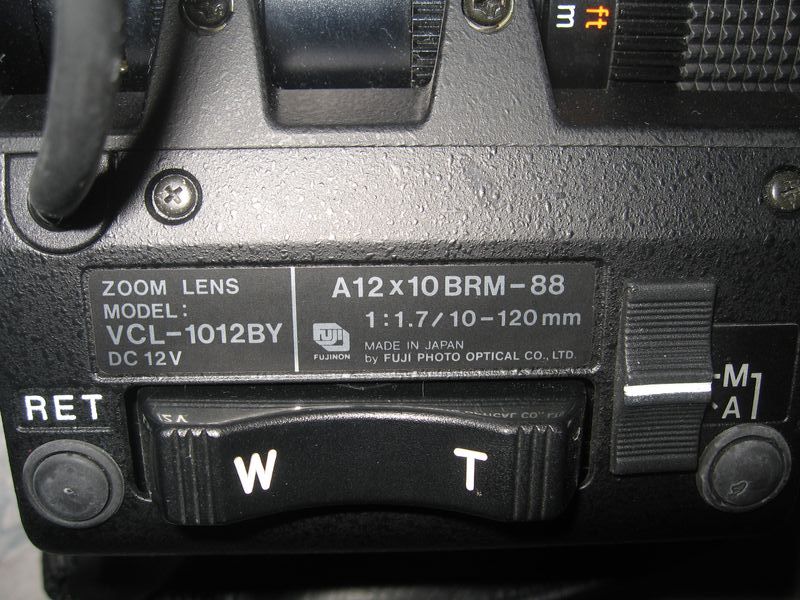 ft
m
ZOOM LENS
MODEL:
VCL-1012BY
DC 12V
A12x10BRM-88
1:1.7/10-120mm
FUJI
FUJINON
MADE IN JAPAN
by FUJI PHOTO OPTICAL CO., LTD.
RET
W T
M
A